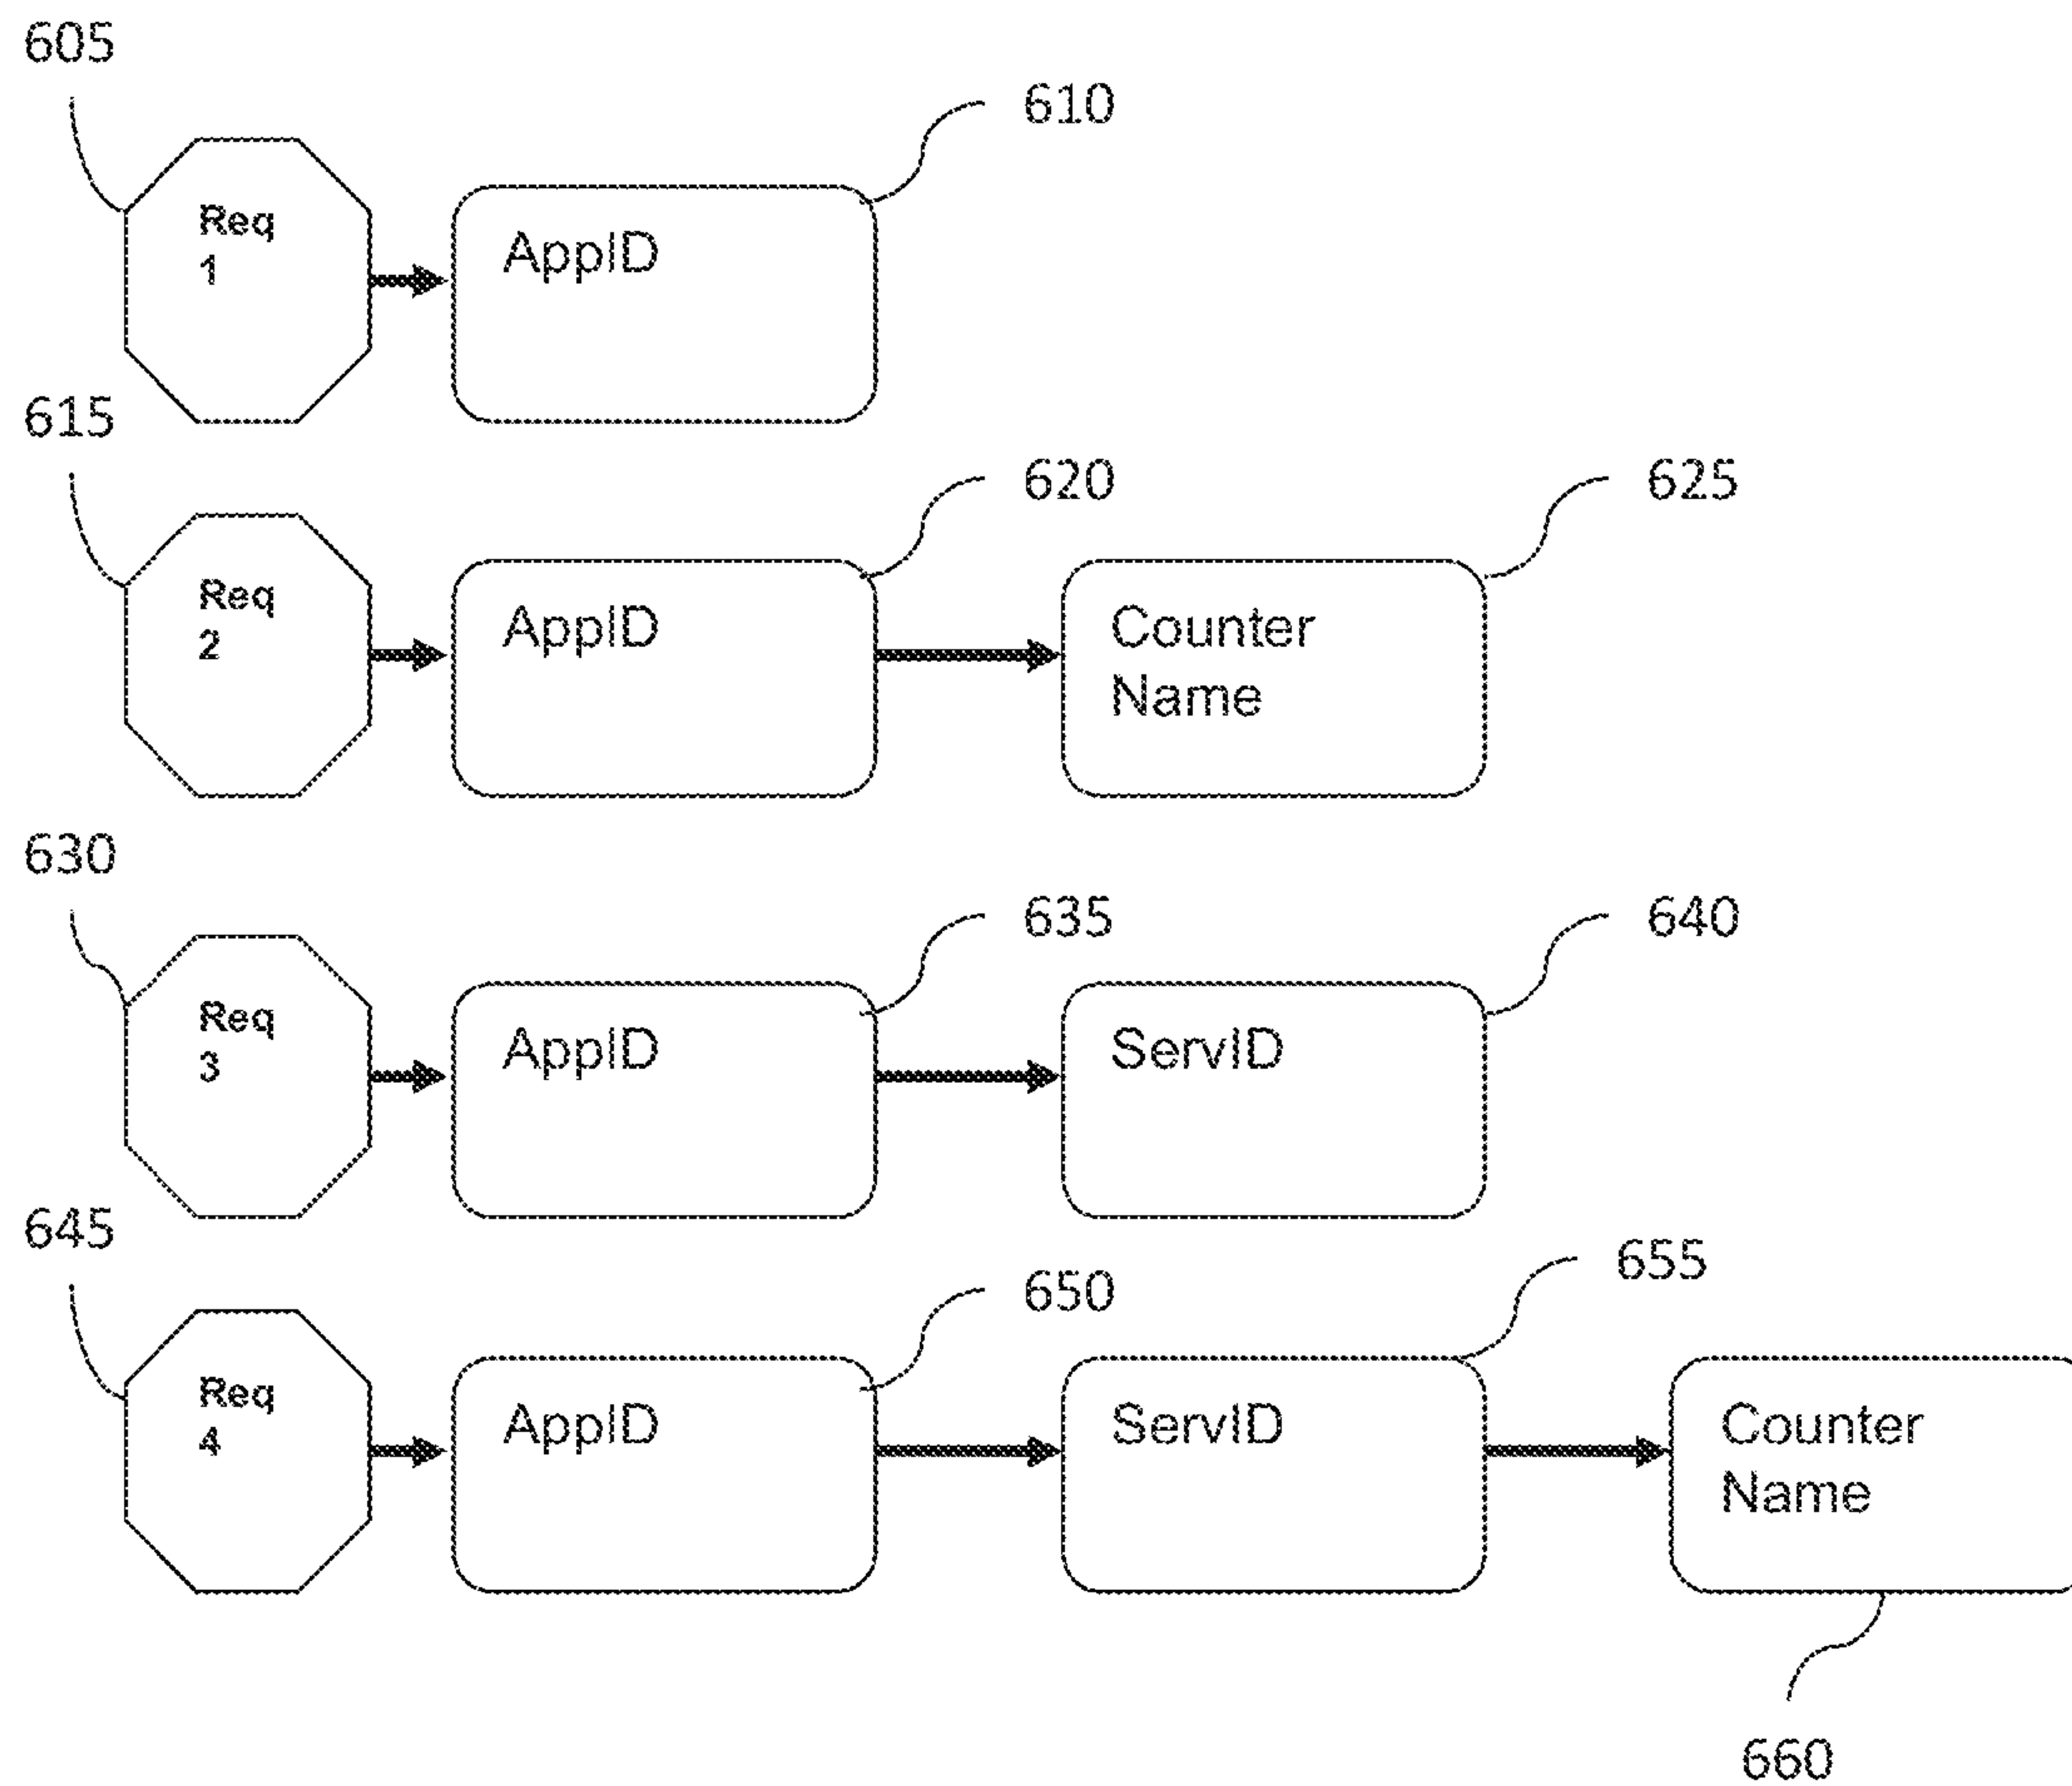 605
610
Req
1
AppID
615
620
625
Req
2
AppID
Counter
Name
630
635
640
Req
3
AppID
ServID
645
650
655
Req
4
AppID
ServID
Counter
Name
660